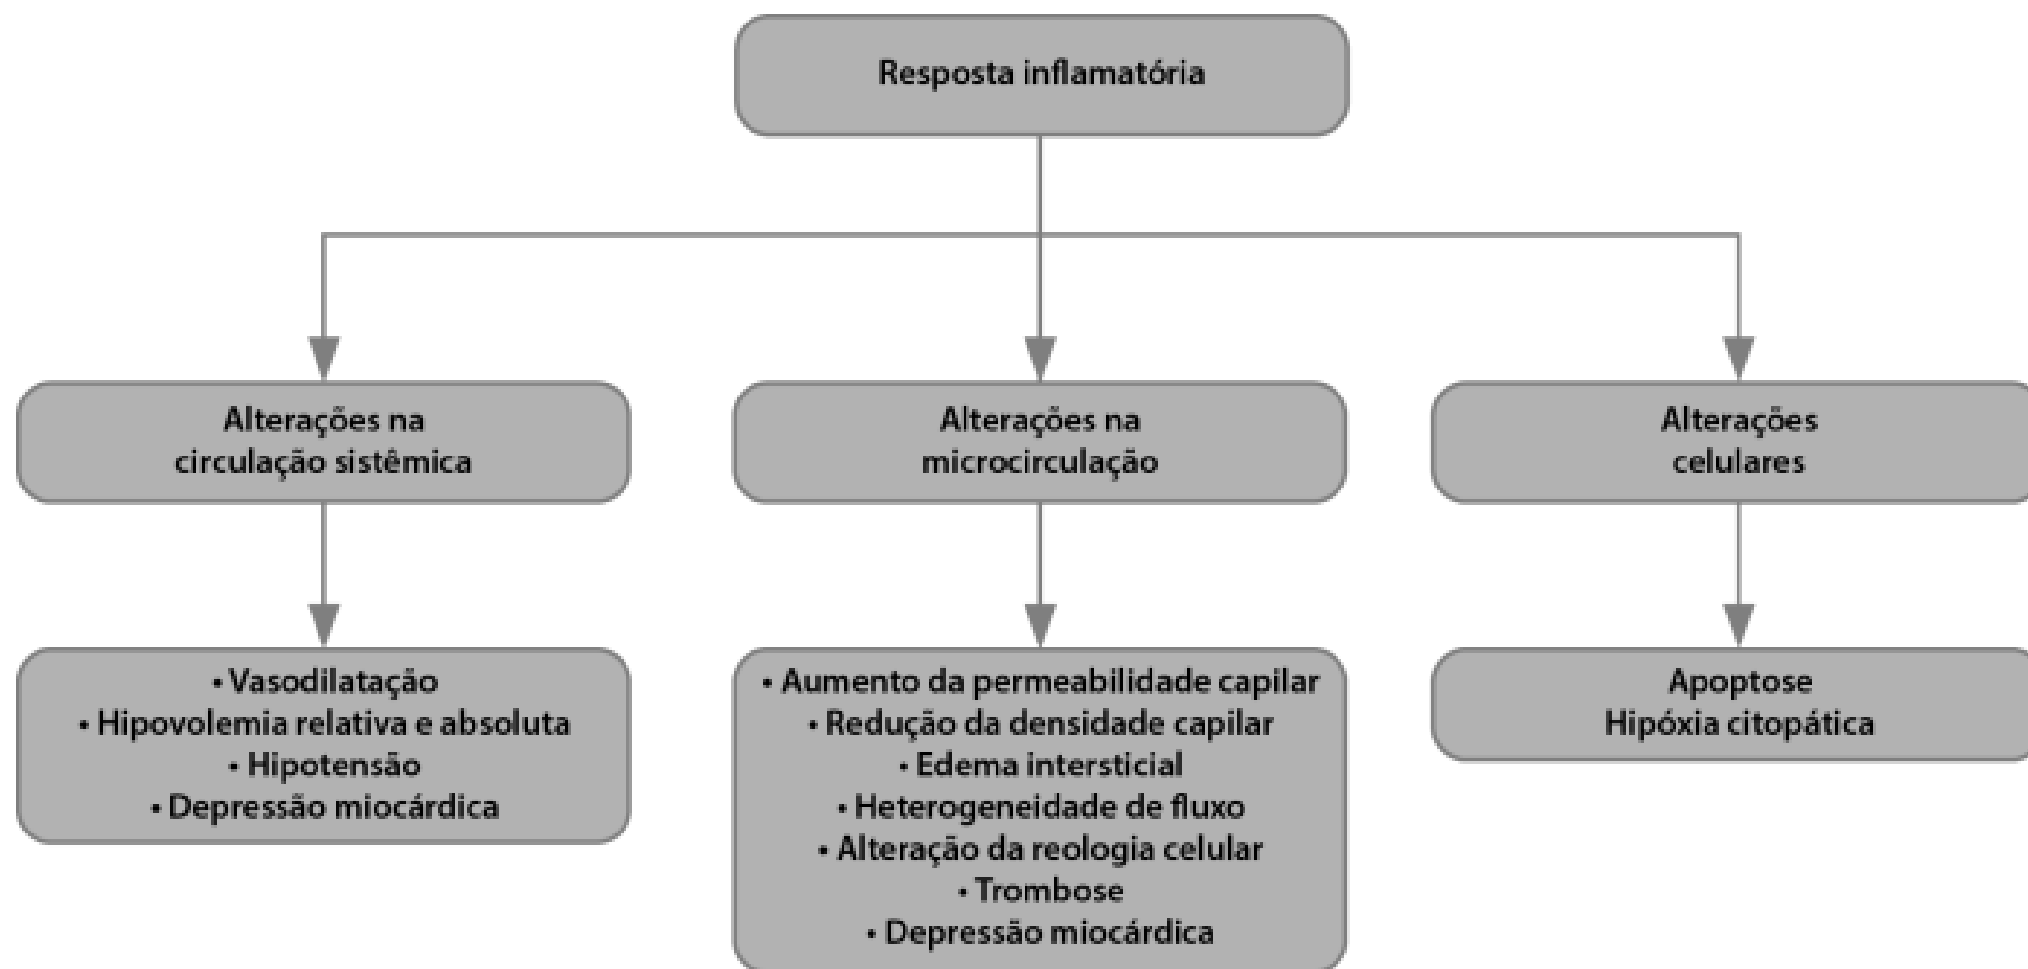 Resposta inflamatória
Alterações na
circulação sistêmica
Alterações na
microcirculação
Alterações
celulares
• Vasodilatação
• Hipovolemia relativa e absoluta
• Hipotensão
• Depressão miocárdica
• Aumento da permeabilidade capilar
• Redução da densidade capilar
• Edema intersticial
• Heterogeneidade de fluxo
• Alteração da reologia celular
• Trombose
• Depressão miocárdica
Apoptose
Hipóxia citopática